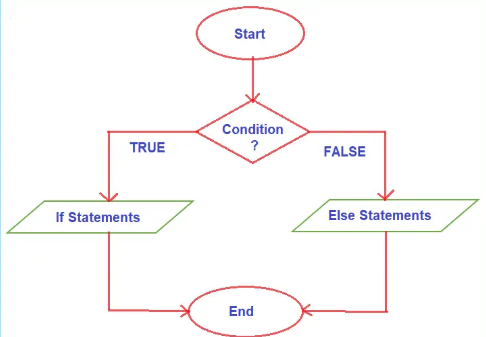 Start
Condition
?
TRUE
FALSE
If Statements
Else Statements
End